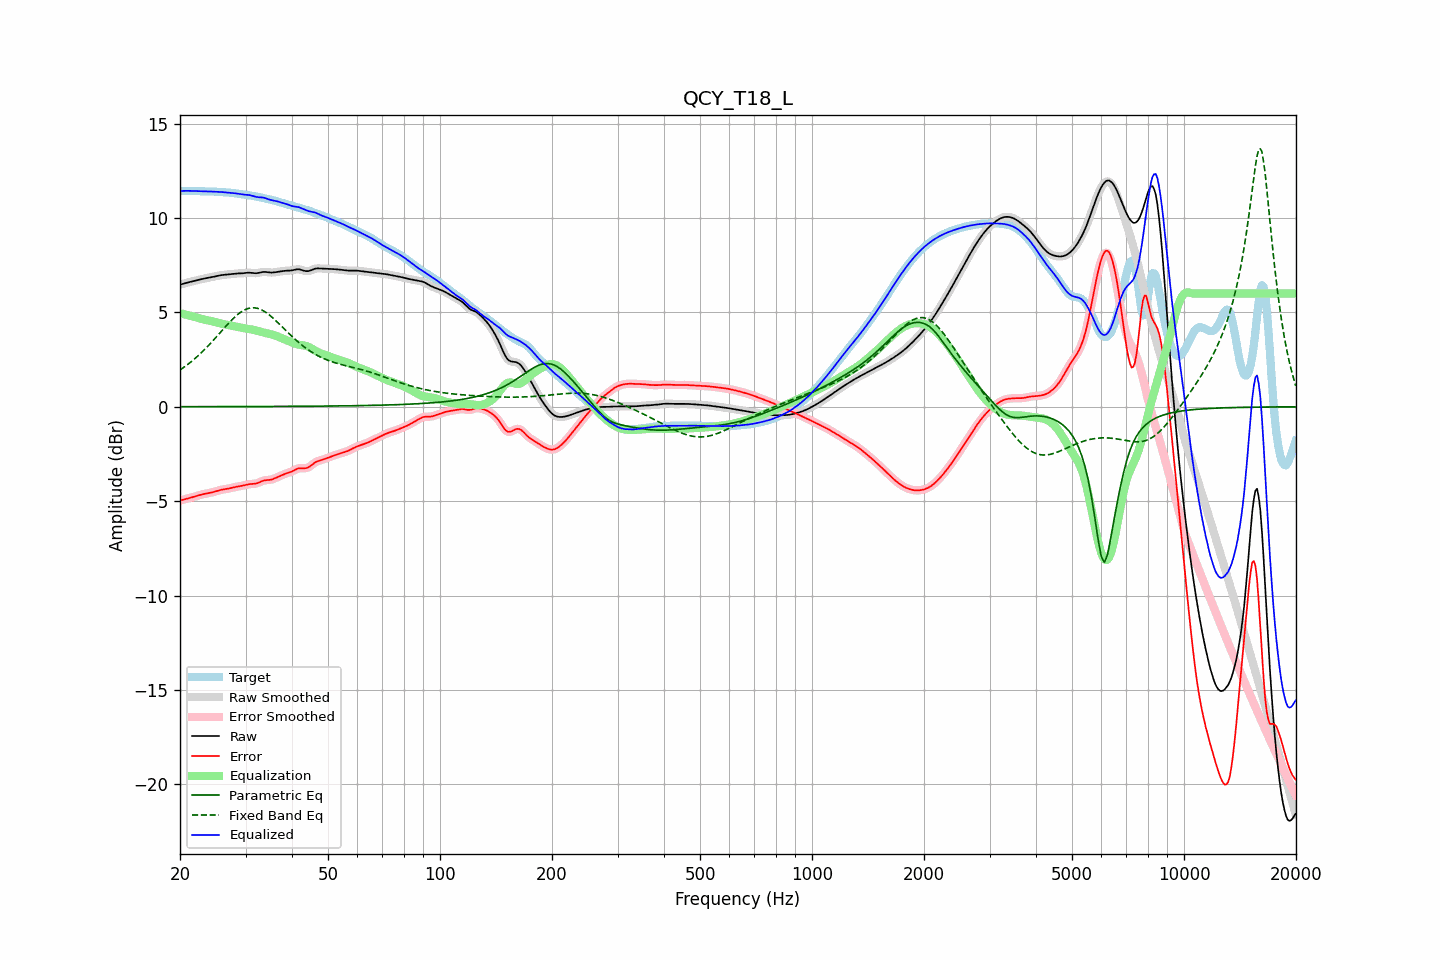 QCY_T18_L
15
10
5
0
−5
−10
−15
−20
Amplitude (dBr)
Target
Raw Smoothed
Error Smoothed
Raw
Error
Equalization
Parametric Eq
Fixed Band Eq
Equalized
20 50 100 200 500 1000 2000 5000 10000 20000
Frequency (Hz)